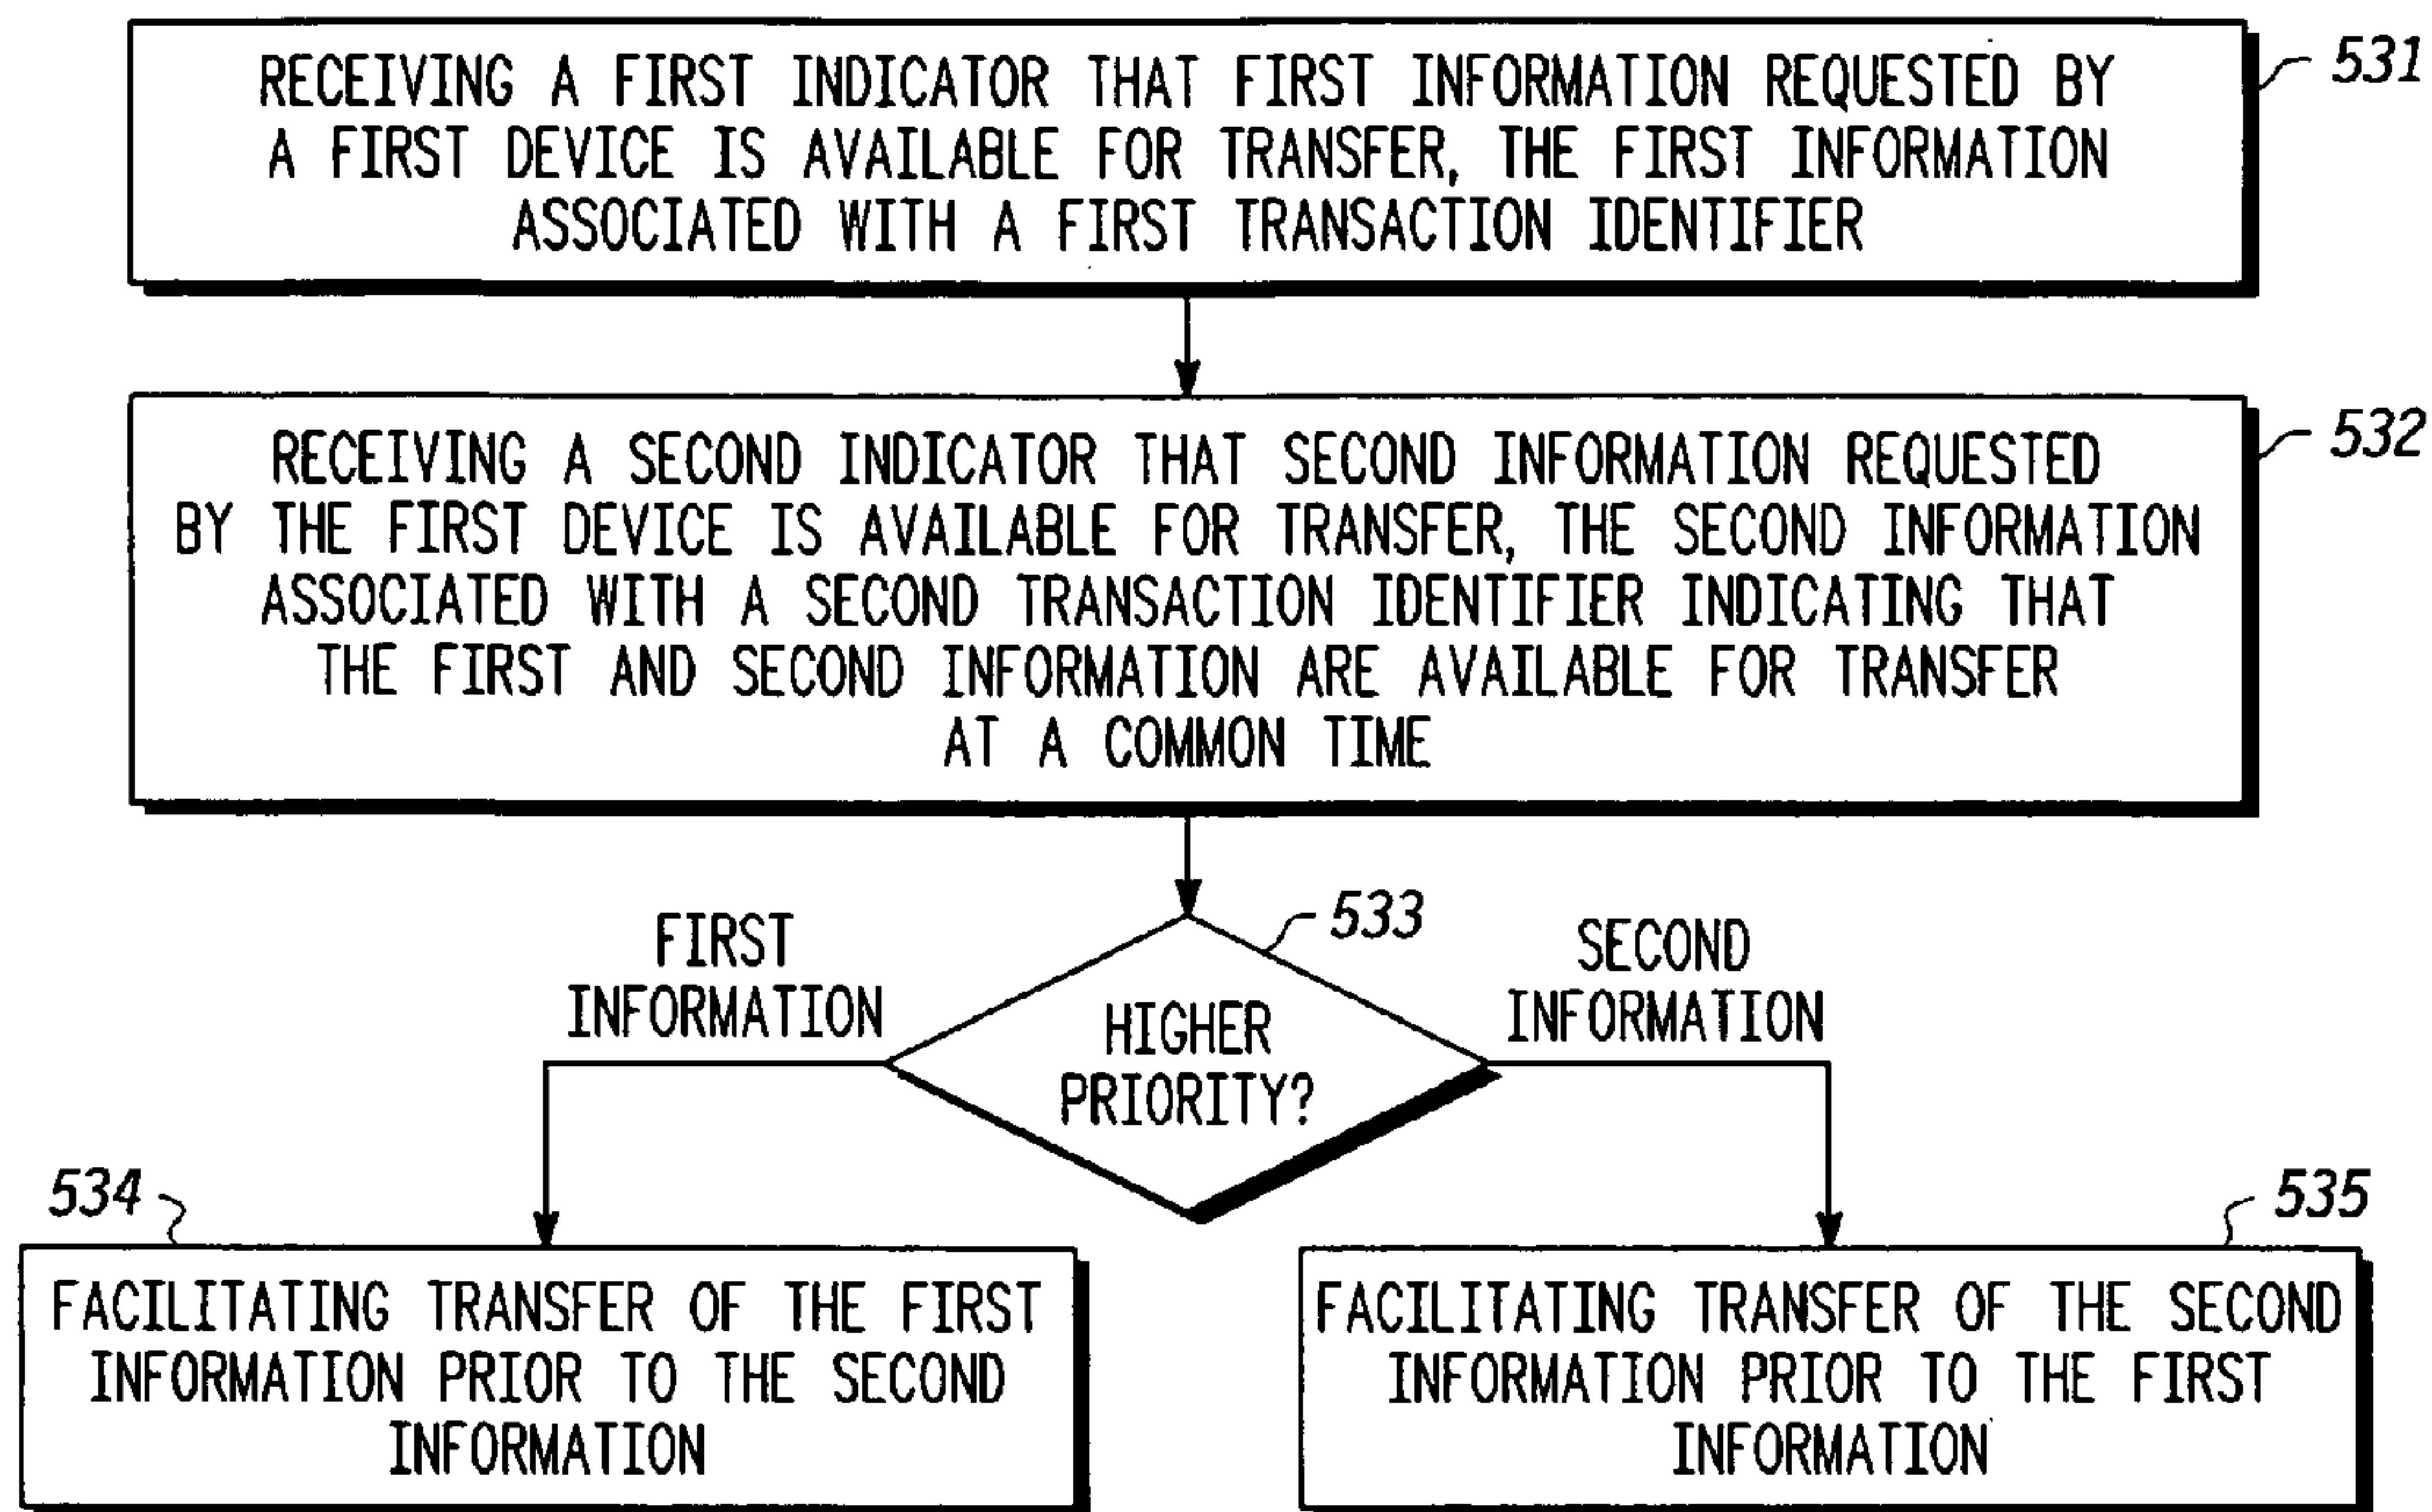 RECEIVING A FIRST INDICATOR THAT FIRST INFORMATION REQUESTED BY
A FIRST DEVICE IS AVAILABLE FOR TRANSFER, THE FIRST INFORMATION
ASSOCIATED WITH A FIRST TRANSACTION IDENTIFIER
531
RECEIVING A SECOND INDICATOR THAT SECOND INFORMATION REQUESTED
BY THE FIRST DEVICE IS AVAILABLE FOR TRANSFER, THE SECOND INFORMATION
ASSOCIATED WITH A SECOND TRANSACTION IDENTIFIER INDICATING THAT
THE FIRST AND SECOND INFORMATION ARE AVAILABLE FOR TRANSFER
AT A COMMON TIME
532
533
FIRST
INFORMATION
HIGHER
PRIORITY?
SECOND
INFORMATION
534
FACILITATING TRANSFER OF THE FIRST
INFORMATION PRIOR TO THE SECOND
INFORMATION
535
FACILITATING TRANSFER OF THE SECOND
INFORMATION PRIOR TO THE FIRST
INFORMATION